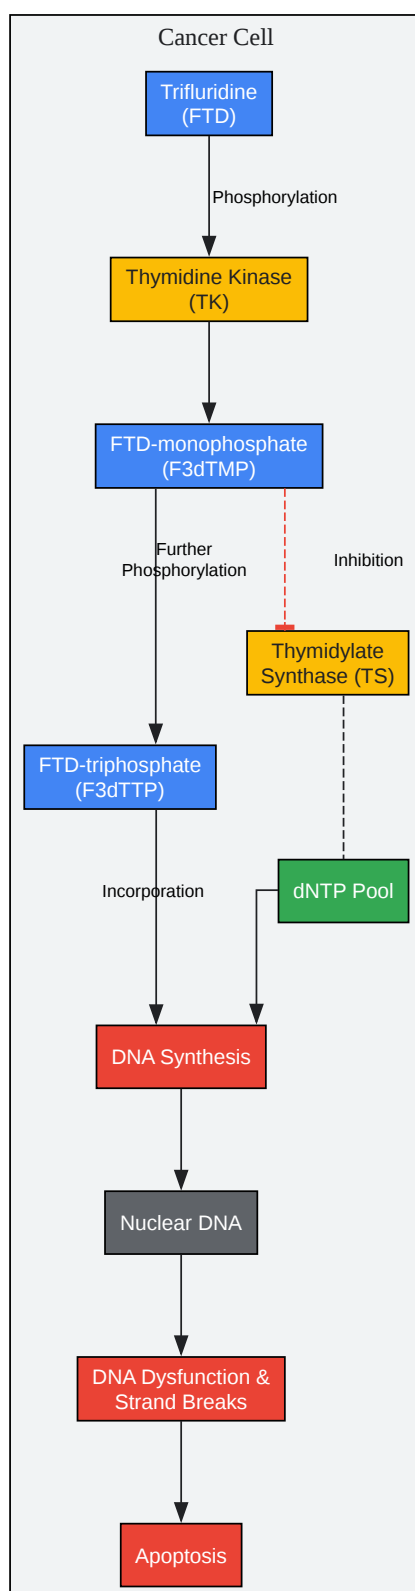 Cancer Cell
Trifluridine
(FTD)
Phosphorylation
Thymidine Kinase
(TK)
FTD-monophosphate
(F3dTMP)
Further
Phosphorylation
Inhibition
Thymidylate
Synthase (TS)
FTD-triphosphate
(F3dTTP)
dNTP Pool
Incorporation
DNA Synthesis
Nuclear DNA
DNA Dysfunction &
Strand Breaks
Apoptosis